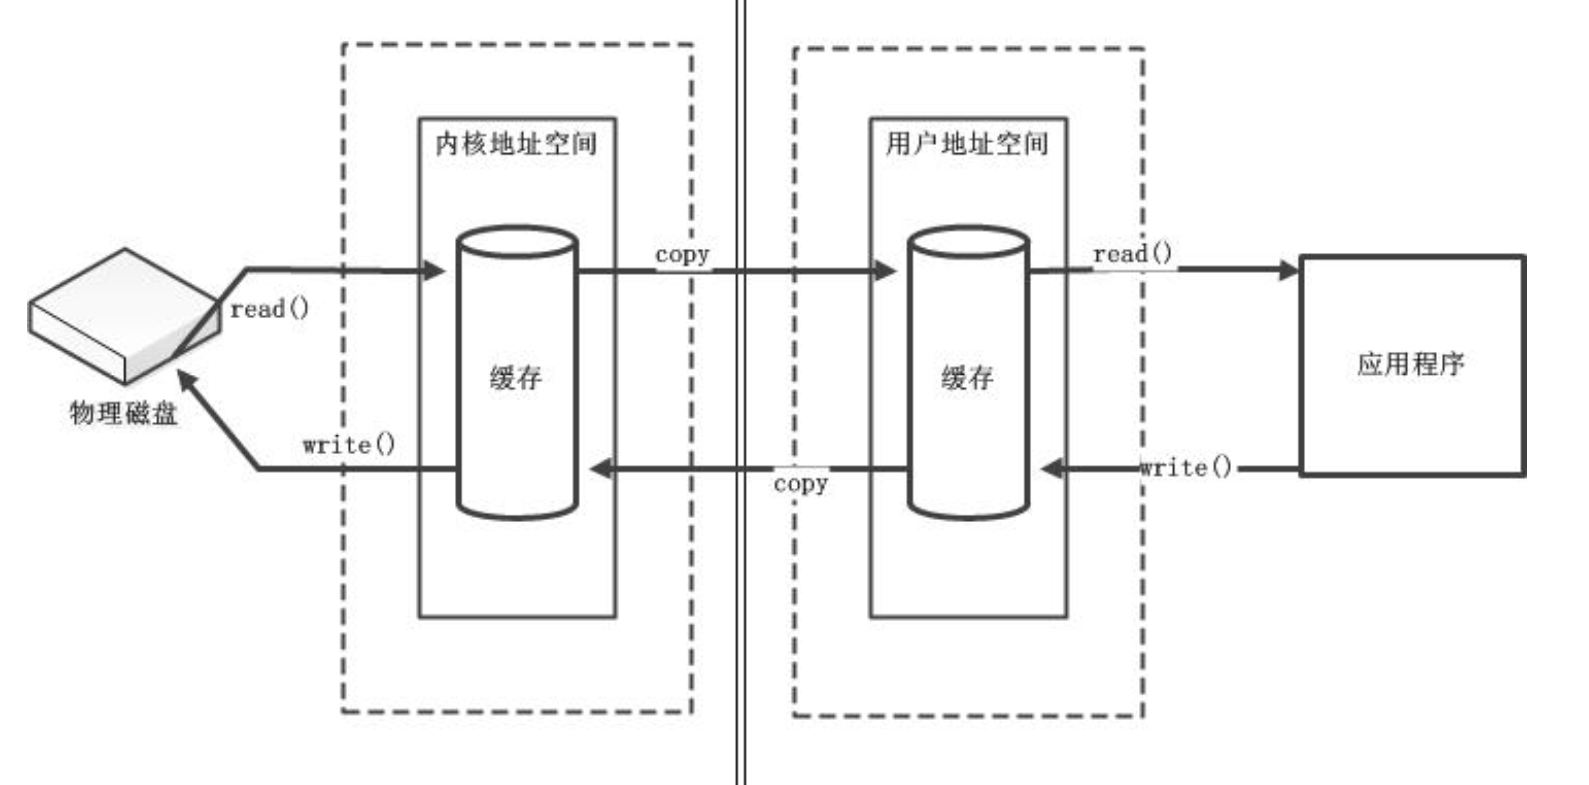 内核地址空间
用户地址空间
copy
read()
read()
缓存
缓存
应用程序
物理磁盘
write()
copy
write()